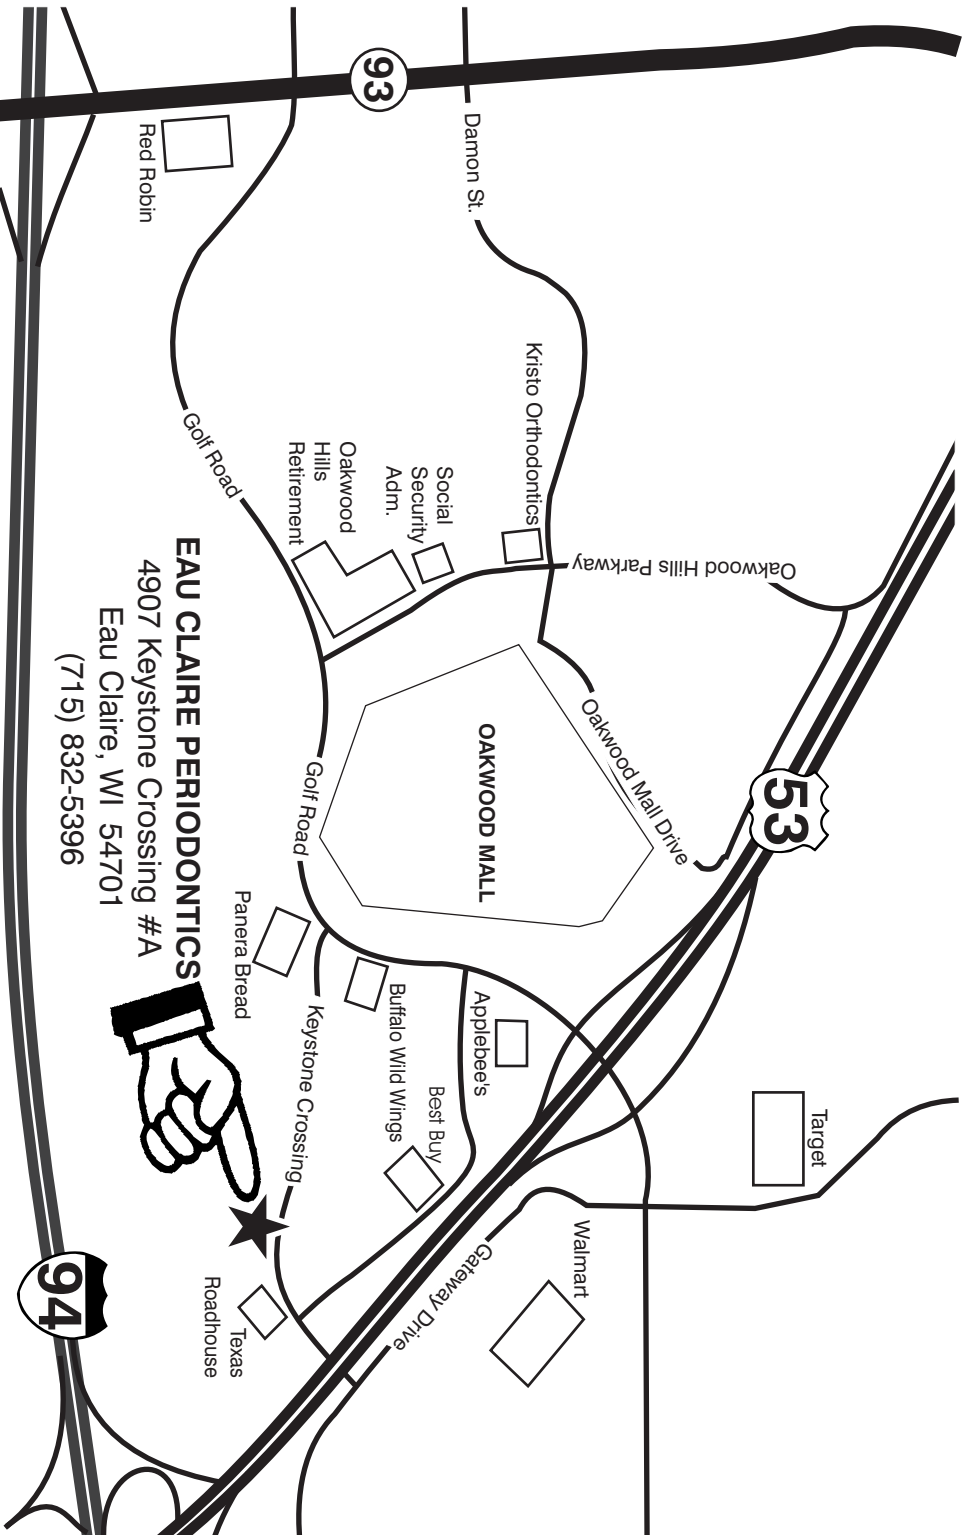 93
Damon St.
Red Robin
Golf Road
Kristo Orthodontics
Social
Security
Adm.
Oakwood
Hills
Retirement
Oakwood Hills Parkway
53
Oakwood Mall Drive
OAKWOOD MALL
Golf Road
EAU CLAIRE PERIODONTICS
4907 Keystone Crossing #A
Eau Claire, WI 54701
(715) 832-5396
Panera Bread
Buffalo Wild Wings
Applebee's
Best Buy
Keystone Crossing
Target
Walmart
Gateway Drive
Texas
Roadhouse
94